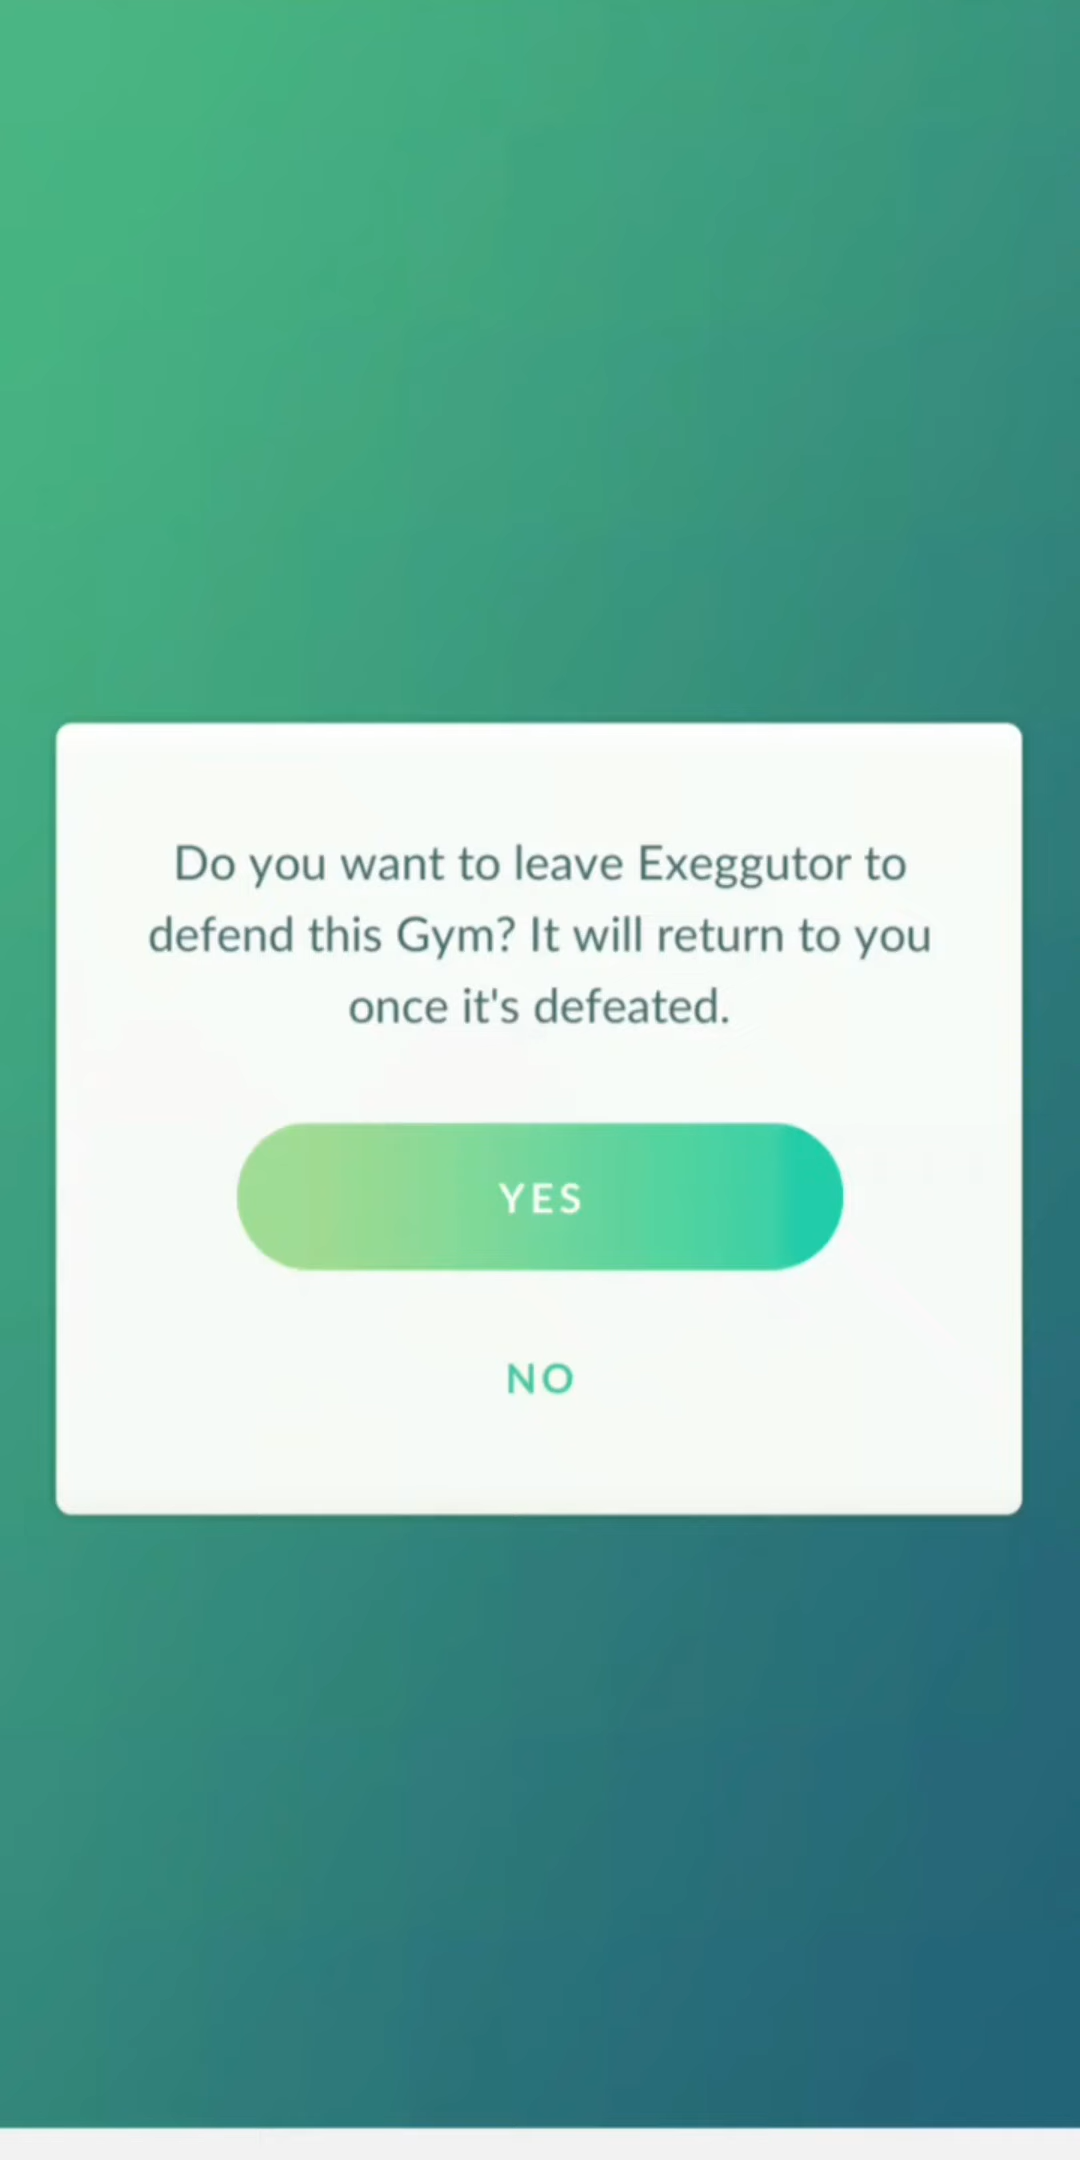 Do you want to leave Exeggutor to
defend this Gym? It will return to you
once it's defeated.
YES
NO